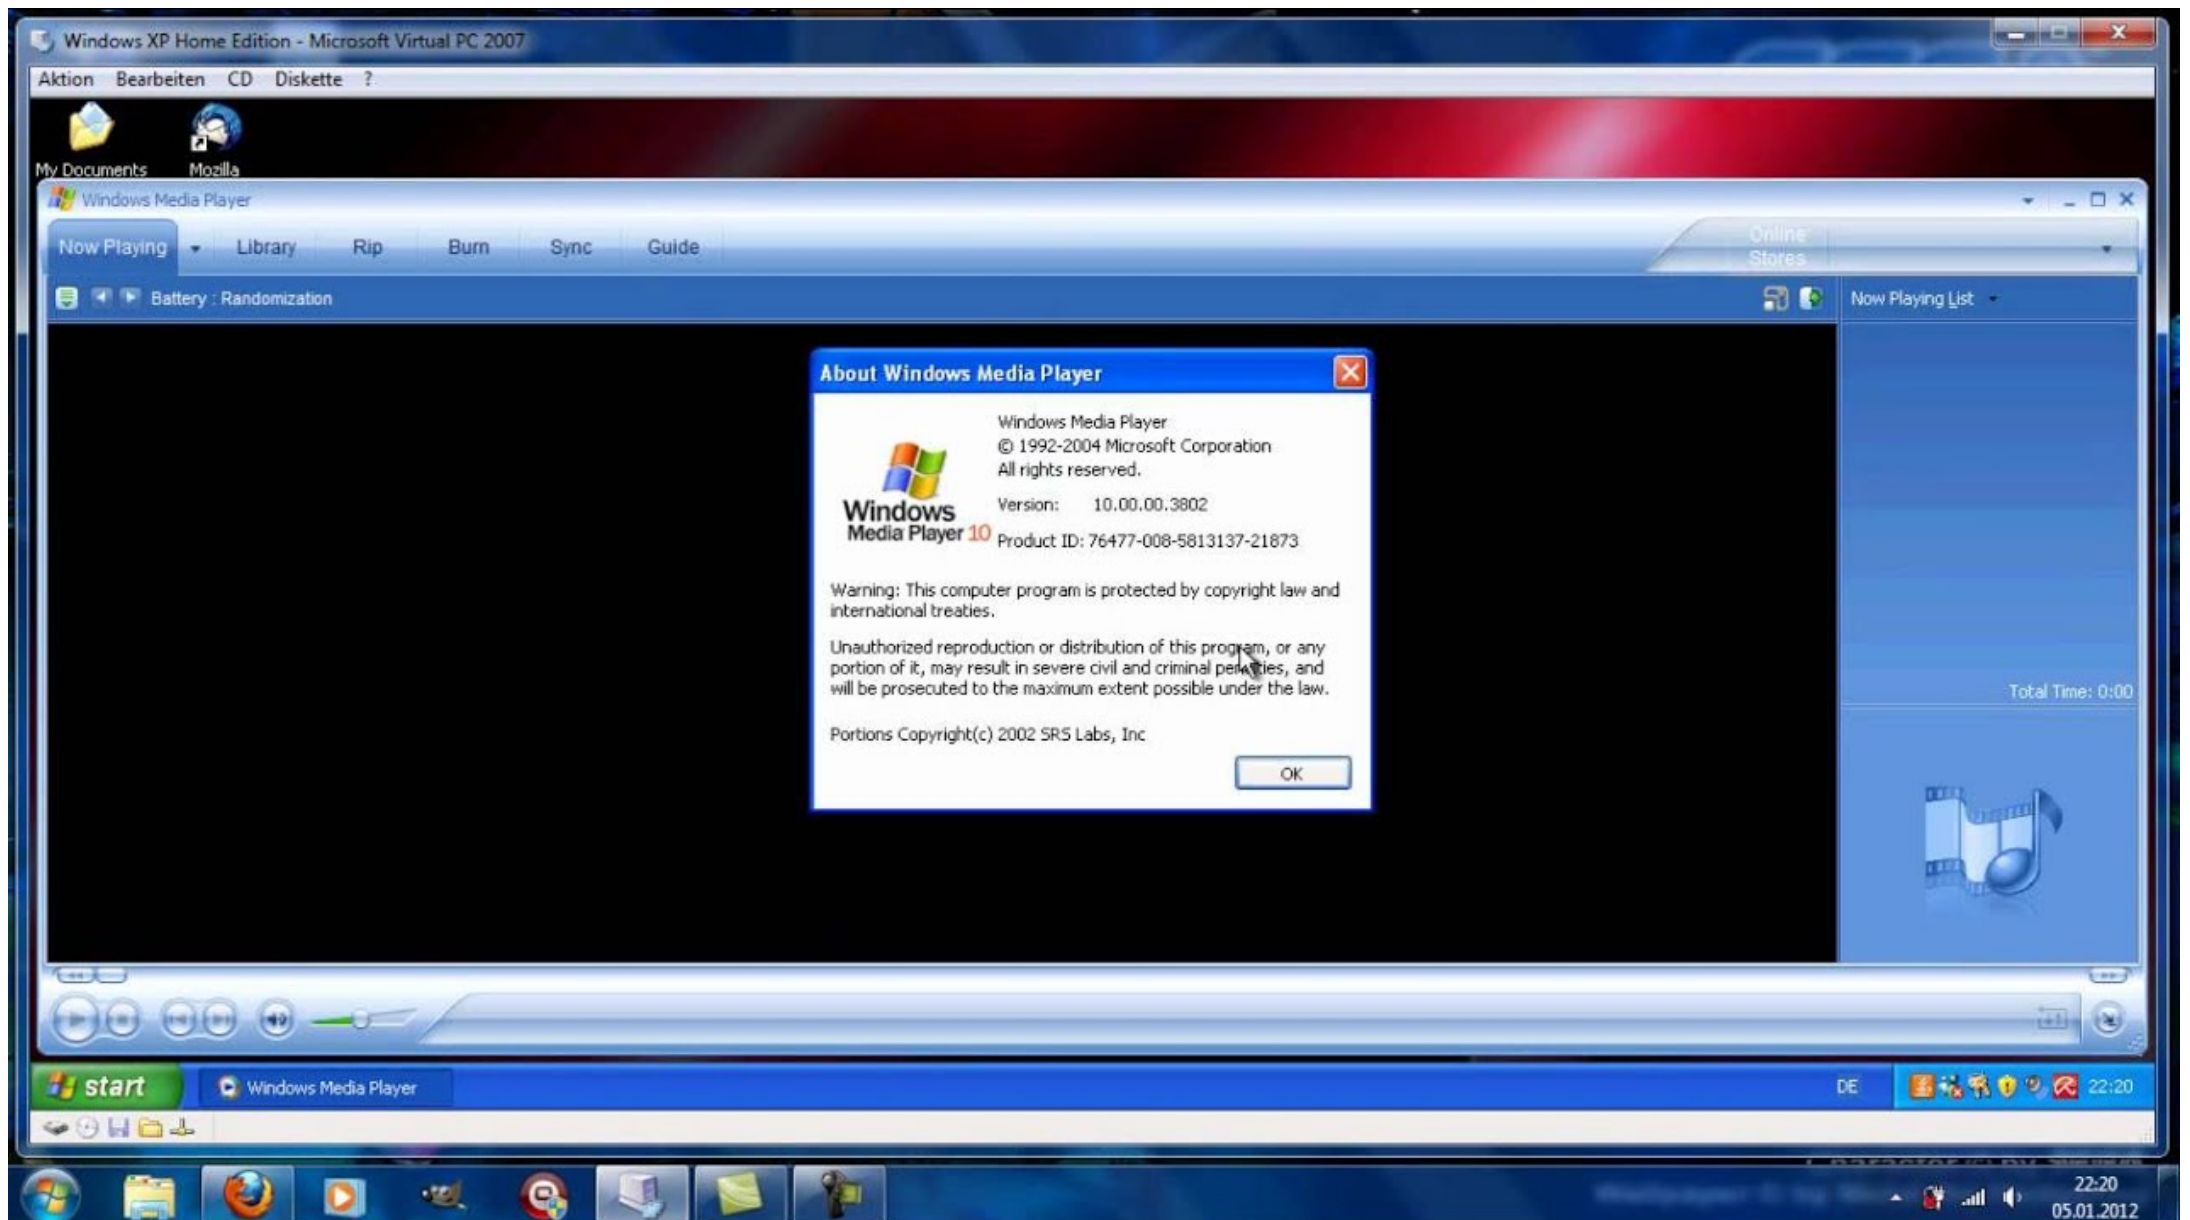 Windows XP Home Edition - Microsoft Virtual PC 2007
Aktion Bearbeiten CD Diskette ?
My Documents Mozilla
Windows Media Player
Now Playing Library Rip Burn Sync Guide
Online
Stores
Battery : Randomization
Now Playing List
About Windows Media Player
Windows Media Player
© 1992-2004 Microsoft Corporation
All rights reserved.
Version: 10.00.00.3802
Product ID: 76477-008-5813137-21873
Windows
Media Player 10
Warning: This computer program is protected by copyright law and
international treaties.
Unauthorized reproduction or distribution of this program, or any
portion of it, may result in severe civil and criminal penalties, and
will be prosecuted to the maximum extent possible under the law.
Portions Copyright(c) 2002 SRS Labs, Inc
OK
Total Time: 0:00
start
Windows Media Player
DE
22:20
22:20
05.01.2012